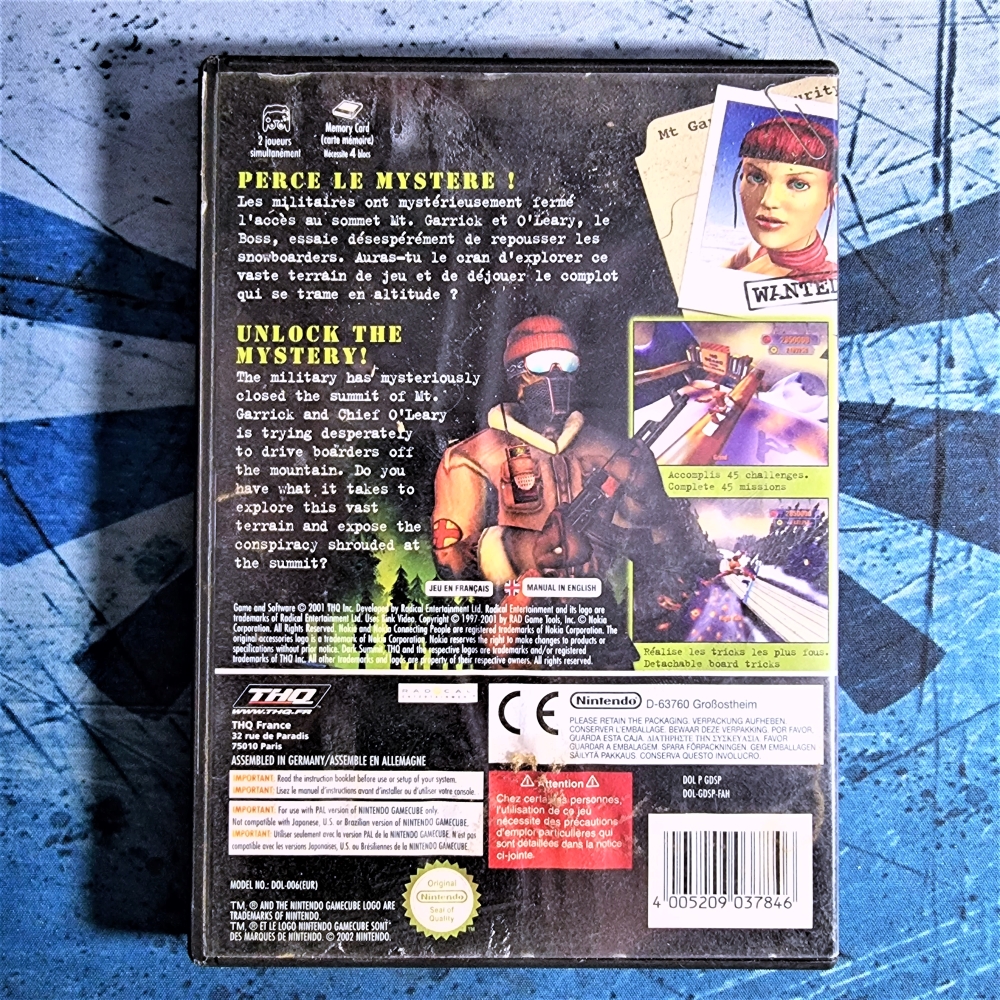 2 joueurs
simultanément
Memory Card
(carte mémoire)
Nécessite 4 blocs
Mt Ga
urity
WANTE
PERCE LE MYSTERE !
Les militaires ont mystérieusement fermé
l'accès au sommet Mt. Garrick et O'Leary, le
Boss, essaie désespérément de repousser les
snowboarders. Auras-tu le cran d'explorer ce
vaste terrain de jeu et de déjouer le complot
qui se trame en altitude ?
UNLOCK THE
MYSTERY!
The military has mysteriously
closed the summit of Mt.
Garrick and Chief O'Leary
is trying desperately
to drive boarders off
the mountain. Do you
have what it takes to
explore this vast
terrain and expose the
conspiracy shrouded at
the summit?
Accomplis 45 challenges.
Complete 45 missions
Réalise les tricks les plus fous.
Detachable board tricks
JEU EN FRANÇAIS
MANUAL IN ENGLISH
Game and Software © 2001 THQ Inc. Developed by Radical Entertainment Ltd. Radical Entertainment and its logo are
trademarks of Radical Entertainment Ltd. Uses Bink Video. Copyright © 1997-2001 by RAD Game Tools, Inc. © Nokia
Corporation. All Rights Reserved. Nokia and Nokia Connecting People are registered trademarks of Nokia Corporation. The
original accessories logo is a trademark of Nokia. Nokia reserves the right to make changes to products or
specifications without prior notice. Dark Summit, THQ and the respective logos are trademarks and/or registered
trademarks of THQ Inc. All other trademarks and logos are property of their respective owners. All rights reserved.
THQ
WWW.THQ.FR
RADICAL
ENTERTAINMENT
THQ France
32 rue de Paradis
75010 Paris
ASSEMBLED IN GERMANY/ASSEMBLE EN ALLEMAGNE
CE
Nintendo D-63760 Großostheim
PLEASE RETAIN THE PACKAGING. VERPACKUNG AUFHEBEN.
CONSERVER L'EMBALLAGE. BEWAAR DEZE VERPAKKING. POR FAVOR,
GUARDA ESTA CAJA. ΔΙΑΤΗΡΗΣΤΕ ΤΗΝ ΣΥΣΚΕΥΑΣΙΑ. FAVOR
GUARDAR A EMBALAGEM. SPARA FÖRPACKNINGEN. GEM EMBALLAGEN
SÄILYTÄ PAKKAUS. CONSERVA QUESTO INVOLUCRO.
IMPORTANT: Read the instruction booklet before use or setup of your system.
IMPORTANT: Lisez le manuel d'instructions avant d'installer ou d'utiliser votre console.
IMPORTANT: For use with PAL version of NINTENDO GAMECUBE only.
Not compatible with Japanese, U.S. or Brazilian version of NINTENDO GAMECUBE.
IMPORTANT: Utiliser seulement avec la version PAL de la NINTENDO GAMECUBE. N'est pas
compatible avec les versions Japonaises, U.S. ou Brésiliennes de la NINTENDO GAMECUBE.
Attention
Chez certaines personnes,
l'utilisation de ce jeu
nécessite des précautions
d'emploi particulières qui
sont détaillées dans la notice
ci-jointe.
DOL P GDSP
DOL-GDSP-FAH
MODEL NO.: DOL-006(EUR)
TM, ® AND THE NINTENDO GAMECUBE LOGO ARE
TRADEMARKS OF NINTENDO.
TM, ® ET LE LOGO NINTENDO GAMECUBE SONT
DES MARQUES DE NINTENDO. © 2002 NINTENDO.
Original
Nintendo
Seal of
Quality
4 005209 037846